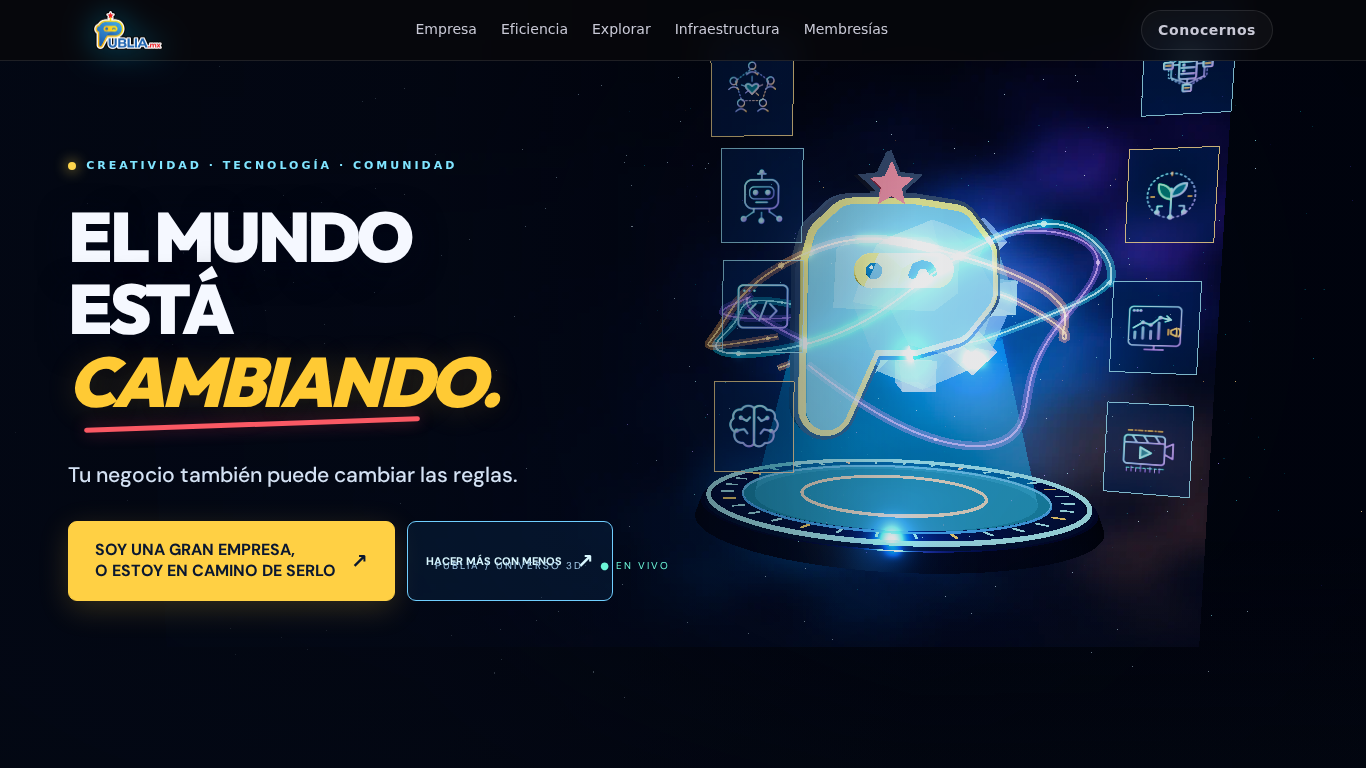 PUBLIA.mx
Empresa
Eficiencia
Explorar
Infraestructura
Membresías
Conocernos
CREATIVIDAD · TECNOLOGÍA · COMUNIDAD
EL MUNDO
ESTÁ
CAMBIANDO.
Tu negocio también puede cambiar las reglas.
SOY UNA GRAN EMPRESA,
O ESTOY EN CAMINO DE SERLO ↗
HACER MÁS CON MENOS ↗
PUBLIA / UNIVERSO 3D
EN VIVO